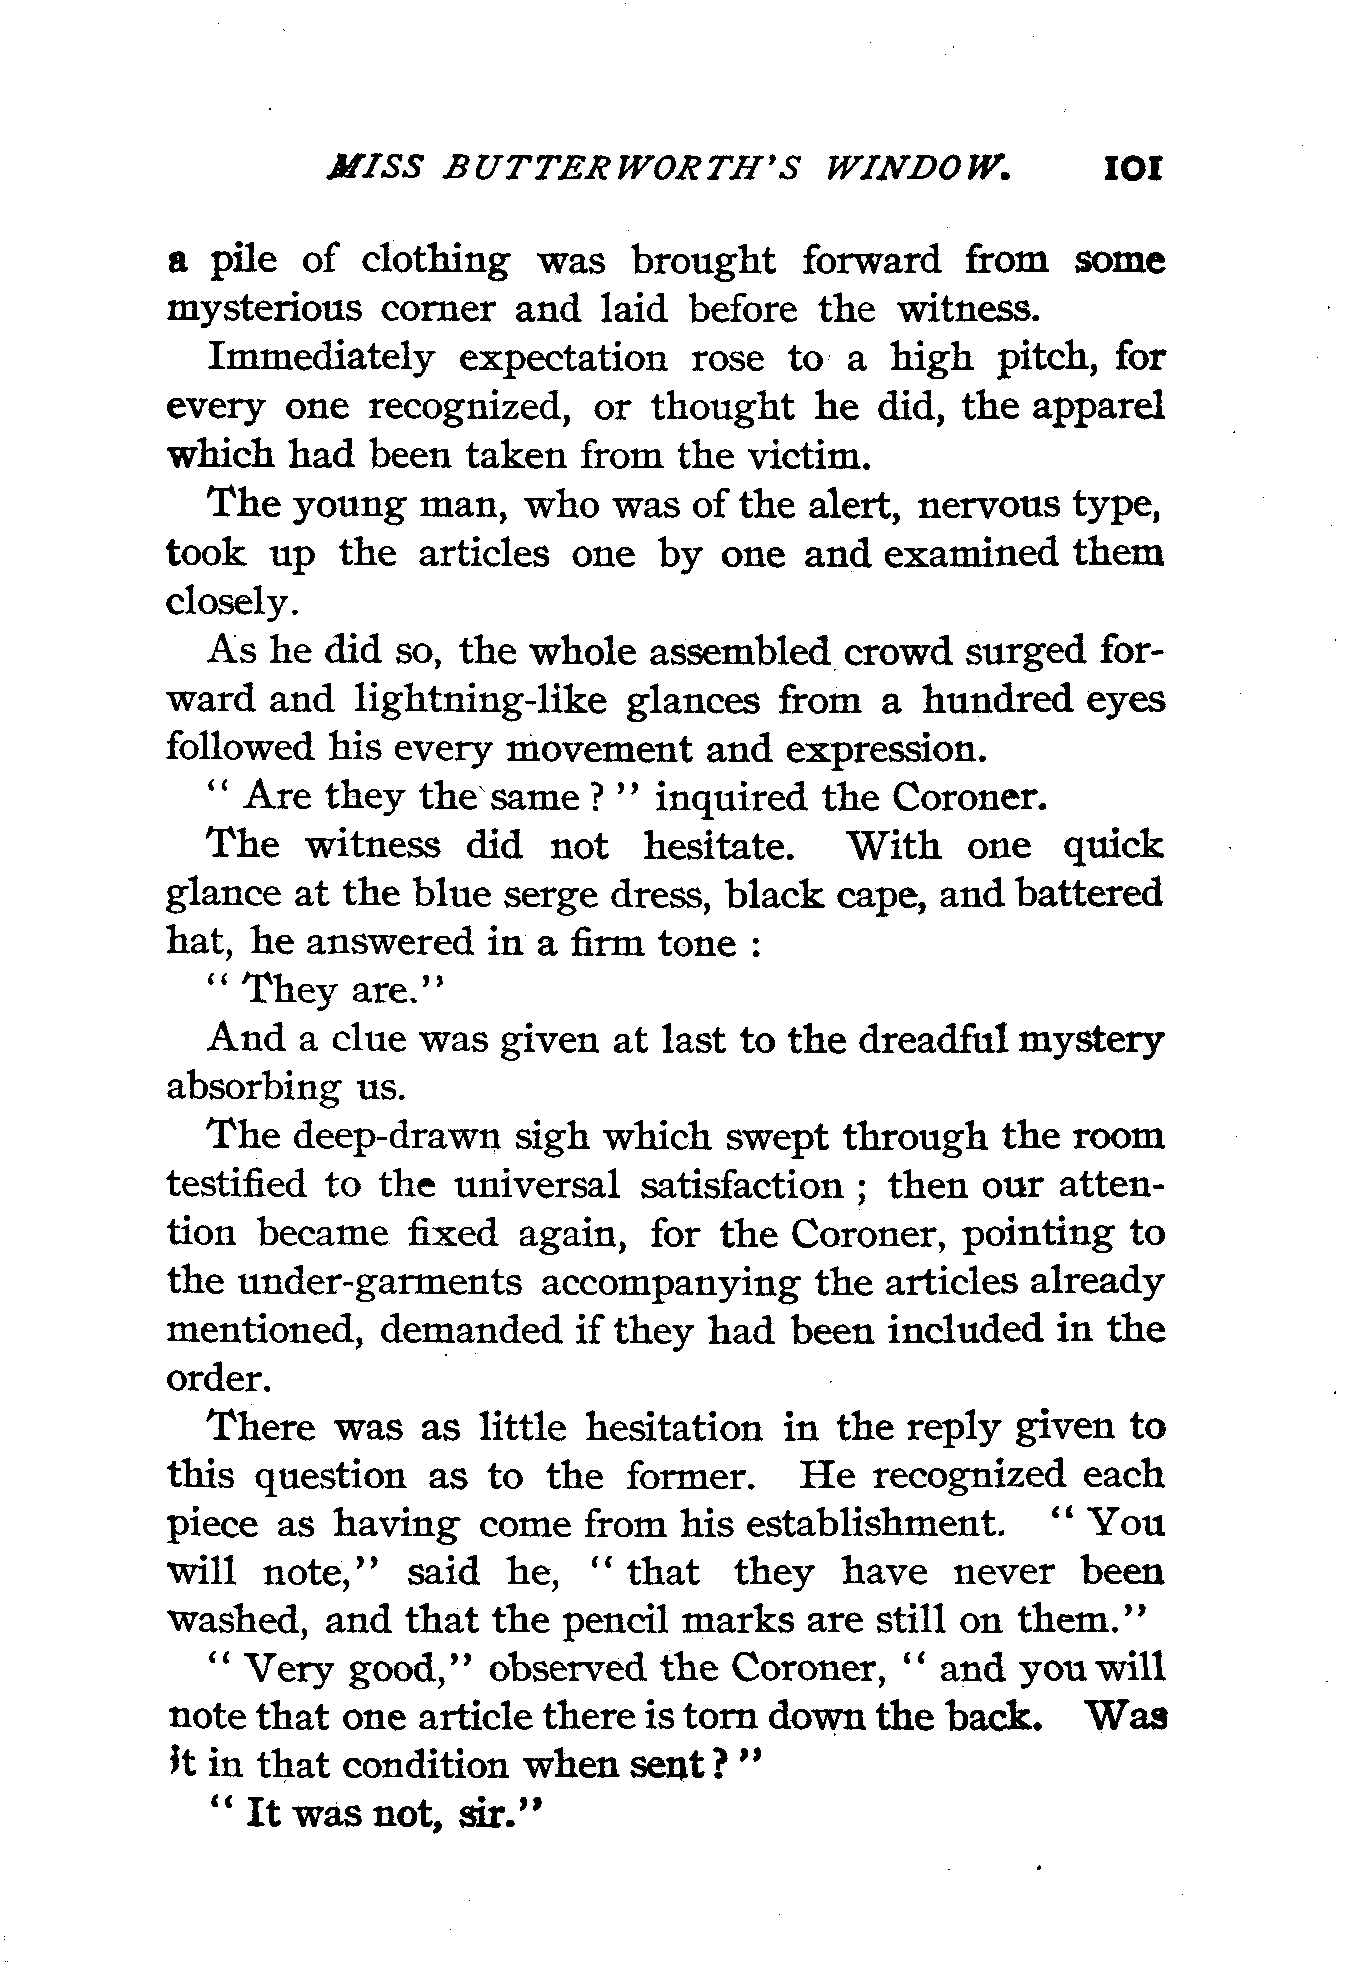 MISS BUTTERWORTH'S WINDOW. 101
a pile of clothing was brought forward from some
mysterious corner and laid before the witness.
Immediately expectation rose to a high pitch, for
every one recognized, or thought he did, the apparel
which had been taken from the victim.
The young man, who was of the alert, nervous type,
took up the articles one by one and examined them
closely.
As he did so, the whole assembled crowd surged for-
ward and lightning-like glances from a hundred eyes
followed his every movement and expression.
" Are they the same ? " inquired the Coroner.
The witness did not hesitate. With one quick
glance at the blue serge dress, black cape, and battered
hat, he answered in a firm tone :
" They are."
And a clue was given at last to the dreadful mystery
absorbing us.
The deep-drawn sigh which swept through the room
testified to the universal satisfaction ; then our atten-
tion became fixed again, for the Coroner, pointing to
the under-garments accompanying the articles already
mentioned, demanded if they had been included in the
order.
There was as little hesitation in the reply given to
this question as to the former. He recognized each
piece as having come from his establishment. " You
will note," said he, " that they have never been
washed, and that the pencil marks are still on them."
" Very good," observed the Coroner, " and you will
note that one article there is torn down the back. Was
it in that condition when sent ? "
" It was not, sir."